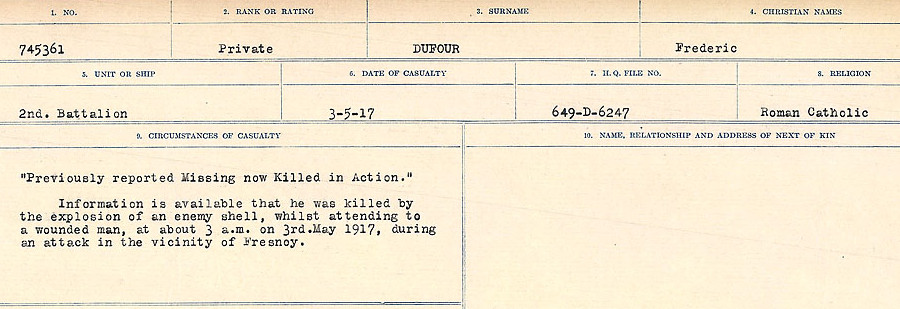 1. NO. 2. RANK OR RATING 3. SURNAME 4. CHRISTIAN NAMES
745361 Private DUFOUR Frederic
5. UNIT OR SHIP 6. DATE OF CASUALTY 7. H.Q. FILE NO. 8. RELIGION
2nd. Battalion 3-5-17 649-D-6247 Roman Catholic
9. CIRCUMSTANCES OF CASUALTY 10. NAME, RELATIONSHIP AND ADDRESS OF NEXT OF KIN
"Previously reported Missing now Killed in Action."
Information is available that he was killed by
the explosion of an enemy shell, whilst attending to
a wounded man, at about 3 a.m. on 3rd.May 1917, during
an attack in the vicinity of Fresnoy.